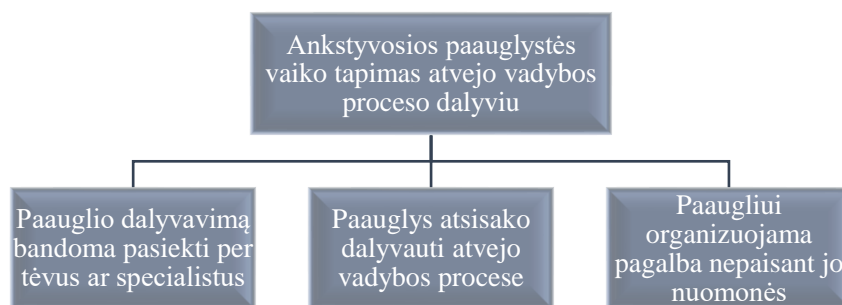 Ankstyvosios paauglystės
vaiko tapimas atvejo vadybos
proceso dalyviu
Paauglio dalyvavimą
bandoma pasiekti per
tėvus ar specialistus
Paauglys atsisako
dalyvauti atvejo
vadybos procese
Paaugliui
organizuojama
pagalba nepaisant jo
nuomonės